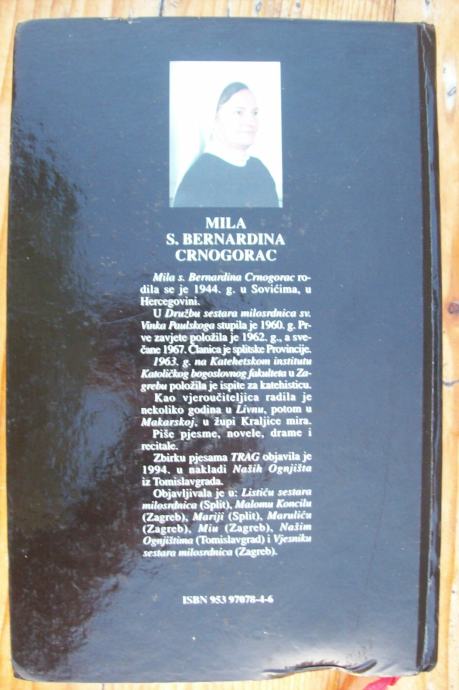 MILA
S. BERNARDINA
CRNOGORAC
Mila s. Bernardina Crnogorac ro-
dila se je 1944. g. u Sovićima, u
Hercegovini.
U Družbu sestara milosrdnica sv.
Vinka Paulskoga stupila je 1960. g. Pr-
ve zavjete položila je 1962. g., a sve-
čane 1967. Članica je splitske Provincije.
1963. g. na Katehetskom institutu
Katoličkog bogoslovnog fakulteta u Za-
grebu položila je ispite za katehisticu.
Kao vjeroučiteljica radila je
nekoliko godina u Livnu, potom u
Makarskoj, u župi Kraljice mira.
Piše pjesme, novele, drame i
recitale.
Zbirku pjesama TRAG objavila je
1994. u nakladi Naših Ognjišta
iz Tomislavgrada.
Objavljivala je u: Listiću sestara
milosrdnica (Split), Malomu Koncilu
(Zagreb), Mariji (Split), Maruliću
(Zagreb), Miu (Zagreb), Našim
Ognjištima (Tomislavgrad) i Vjesniku
sestara milosrdnica (Zagreb).
ISBN 953 97078-4-6